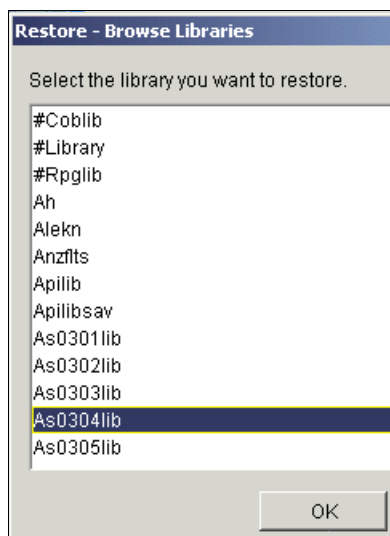 Restore - Browse Libraries
Select the library you want to restore.
#Coblib
#Library
#Rpglib
Ah
Alekn
Anzflts
Apilib
Apilibsav
As0301lib
As0302lib
As0303lib
As0304lib
As0305lib
OK